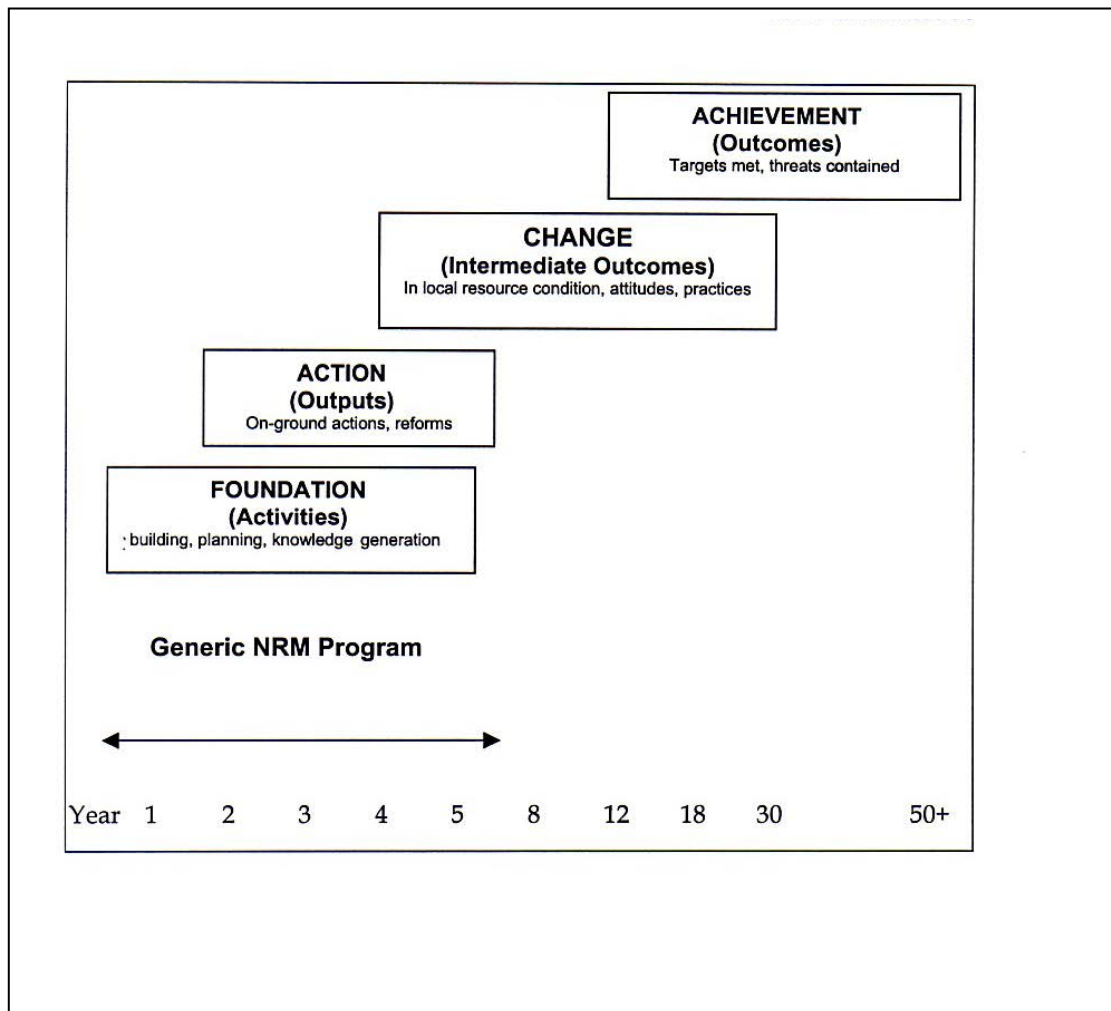 ACHIEVEMENT
(Outcomes)
Targets met, threats contained
CHANGE
(Intermediate Outcomes)
In local resource condition, attitudes, practices
ACTION
(Outputs)
On-ground actions, reforms
FOUNDATION
(Activities)
building, planning, knowledge generation
Generic NRM Program
Year 1 2 3 4 5 8 12 18 30 50+